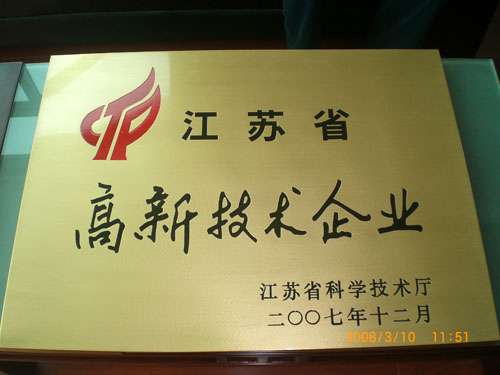 江苏省
高新技术企业
江苏省科学技术厅
二〇〇七年十二月
2008/3/10 11:51